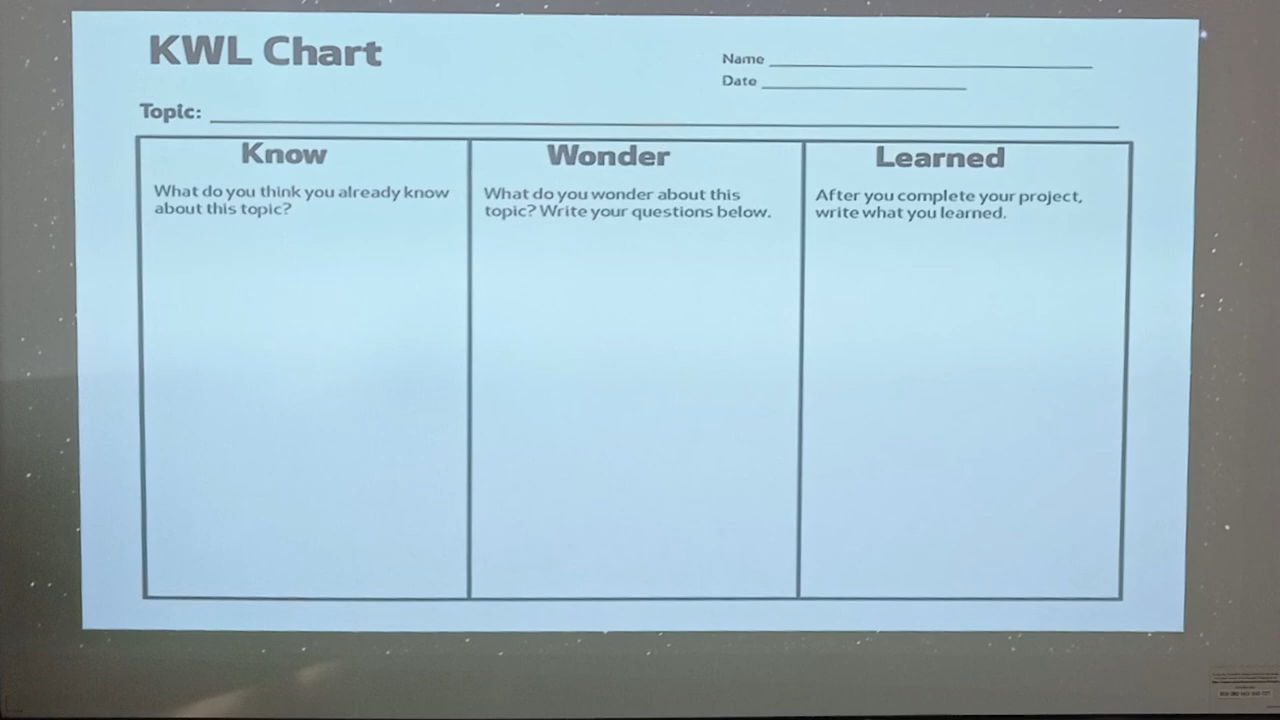 KWL Chart
Name
Date
Topic:
Know
What do you think you already know
about this topic?
Wonder
What do you wonder about this
topic? Write your questions below.
Learned
After you complete your project,
write what you learned.